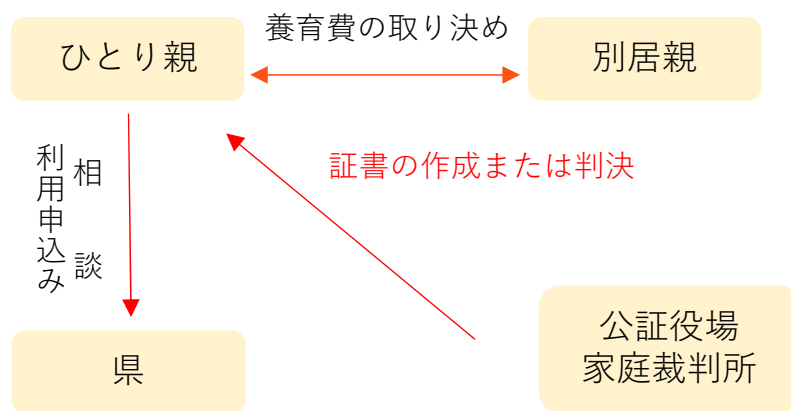 養育費の取り決め
ひとり親
別居親
相談
利用申込み
証書の作成または判決
公証役場
家庭裁判所
県